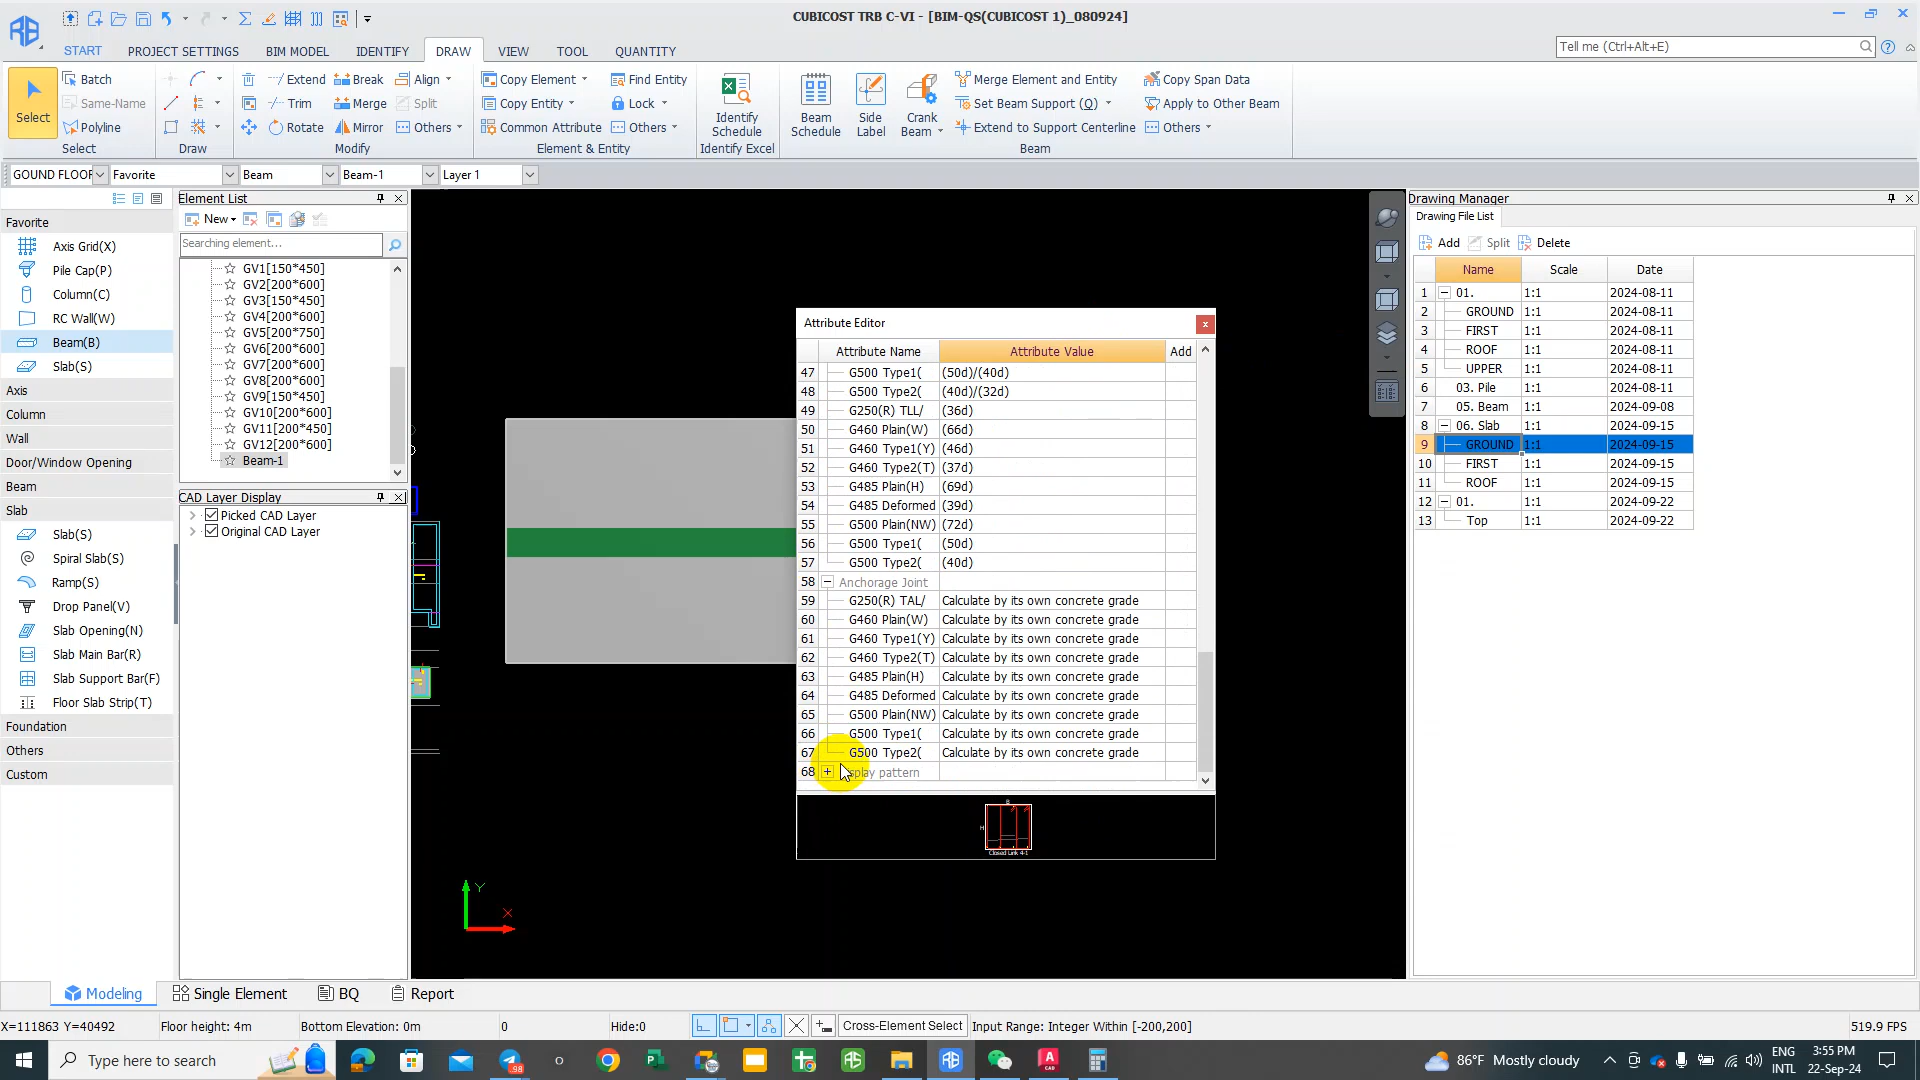 CUBICOST TRB C-VI - [BIM-QS(CUBICOST 1)_080924]
START PROJECT SETTINGS BIM MODEL IDENTIFY DRAW VIEW TOOL QUANTITY
Tell me (Ctrl+Alt+E)
Select
Batch
Same-Name
Polyline
Select
Draw
Extend Break Align
Trim Merge Split
Rotate Mirror Others
Modify
Copy Element Find Entity
Copy Entity Lock
Common Attribute Others
Element & Entity
Identify Schedule
Identify Excel
Beam Schedule
Side Label
Crank Beam
Merge Element and Entity Copy Span Data
Set Beam Support (Q) Apply to Other Beam
Extend to Support Centerline Others
Beam
GOUND FLOOR Favorite Beam Beam-1 Layer 1
Favorite
Axis Grid(X)
Pile Cap(P)
Column(C)
RC Wall(W)
Beam(B)
Slab(S)
Axis
Column
Wall
Door/Window Opening
Beam
Slab
Slab(S)
Spiral Slab(S)
Ramp(S)
Drop Panel(V)
Slab Opening(N)
Slab Main Bar(R)
Slab Support Bar(F)
Floor Slab Strip(T)
Foundation
Others
Custom
Element List
New
Searching element...
GV1[150*450]
GV2[200*600]
GV3[150*450]
GV4[200*600]
GV5[200*750]
GV6[200*600]
GV7[200*600]
GV8[200*600]
GV9[150*450]
GV10[200*600]
GV11[200*450]
GV12[200*600]
Beam-1
CAD Layer Display
Picked CAD Layer
Original CAD Layer
Y
X
Attribute Editor
Attribute Name Attribute Value Add
47 G500 Type1( (50d)/(40d)
48 G500 Type2( (40d)/(32d)
49 G250(R) TLL/ (36d)
50 G460 Plain(W) (66d)
51 G460 Type1(Y) (46d)
52 G460 Type2(T) (37d)
53 G485 Plain(H) (69d)
54 G485 Deformed (39d)
55 G500 Plain(NW) (72d)
56 G500 Type1( (50d)
57 G500 Type2( (40d)
58 Anchorage Joint
59 G250(R) TAL/ Calculate by its own concrete grade
60 G460 Plain(W) Calculate by its own concrete grade
61 G460 Type1(Y) Calculate by its own concrete grade
62 G460 Type2(T) Calculate by its own concrete grade
63 G485 Plain(H) Calculate by its own concrete grade
64 G485 Deformed Calculate by its own concrete grade
65 G500 Plain(NW) Calculate by its own concrete grade
66 G500 Type1( Calculate by its own concrete grade
67 G500 Type2( Calculate by its own concrete grade
68 play pattern
B
H
Closed Link 4-1
Drawing Manager
Drawing File List
Add Split Delete
Name Scale Date
1 01. 1:1 2024-08-11
2 GROUND 1:1 2024-08-11
3 FIRST 1:1 2024-08-11
4 ROOF 1:1 2024-08-11
5 UPPER 1:1 2024-08-11
6 03. Pile 1:1 2024-08-11
7 05. Beam 1:1 2024-09-08
8 06. Slab 1:1 2024-09-15
9 GROUND 1:1 2024-09-15
10 FIRST 1:1 2024-09-15
11 ROOF 1:1 2024-09-15
12 01. 1:1 2024-09-22
13 Top 1:1 2024-09-22
Modeling Single Element BQ Report
X=111863 Y=40492 Floor height: 4m Bottom Elevation: 0m 0 Hide:0 Cross-Element Select Input Range: Integer Within [-200,200] 519.9 FPS
Type here to search
86°F Mostly cloudy
ENG
INTL
3:55 PM
22-Sep-24